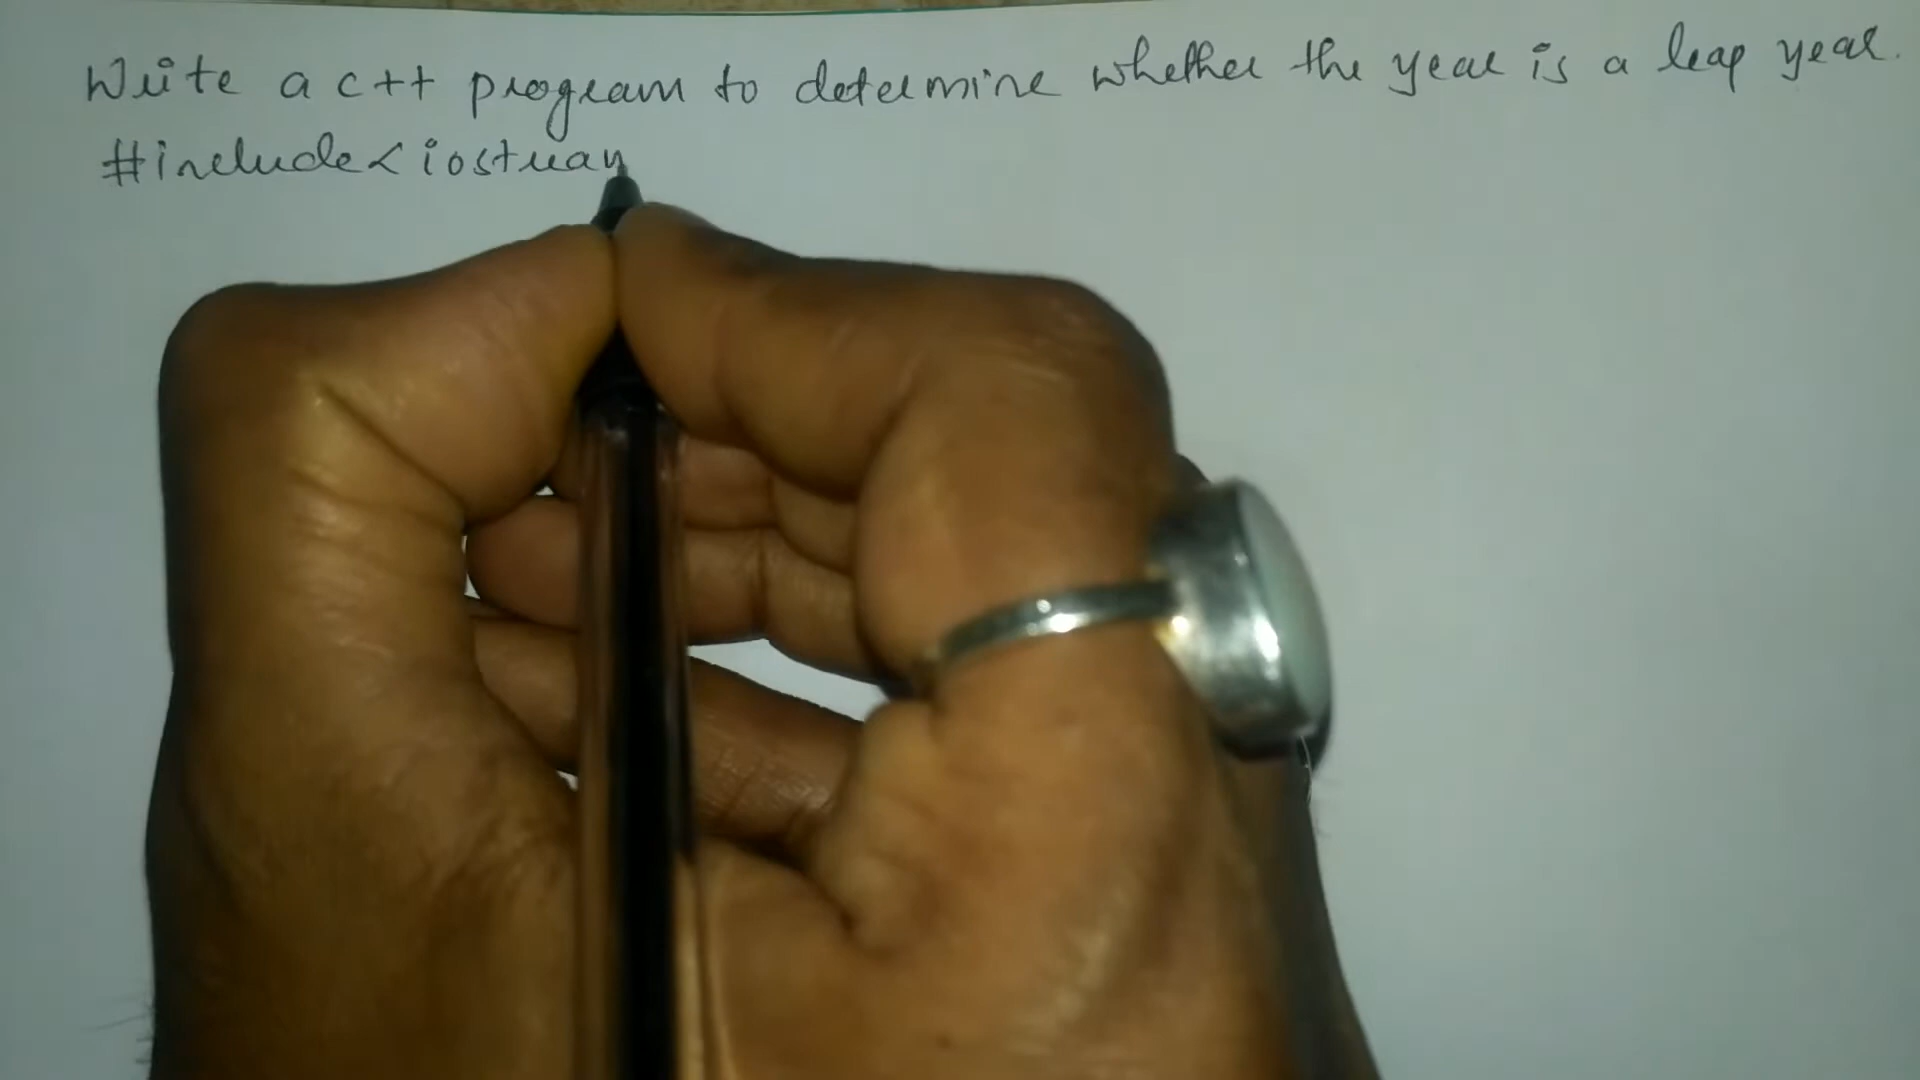 Write a c++ program to determine whether the year is a leap year.
#include<iostream